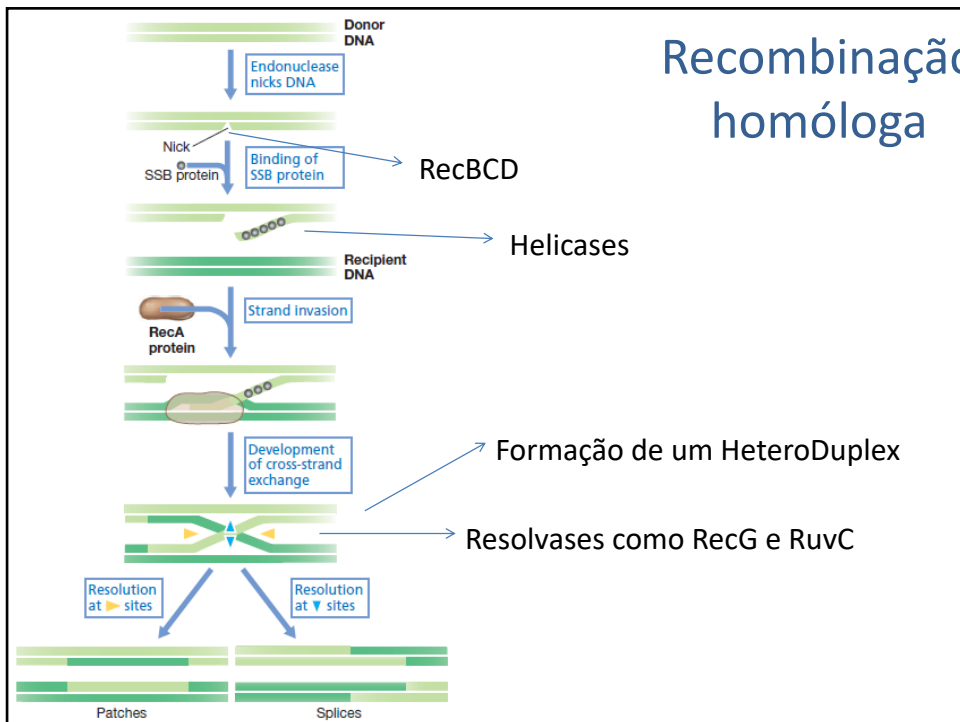 Donor
DNA
Recombinação
homóloga
Endonuclease
nicks DNA
Nick
SSB protein
Binding of
SSB protein
RecBCD
Helicases
Recipient
DNA
Strand invasion
RecA
protein
Development
of cross-strand
exchange
Formação de um HeteroDuplex
Resolvases como RecG e RuvC
Resolution
at ▶ sites
Resolution
at ▼ sites
Patches
Splices